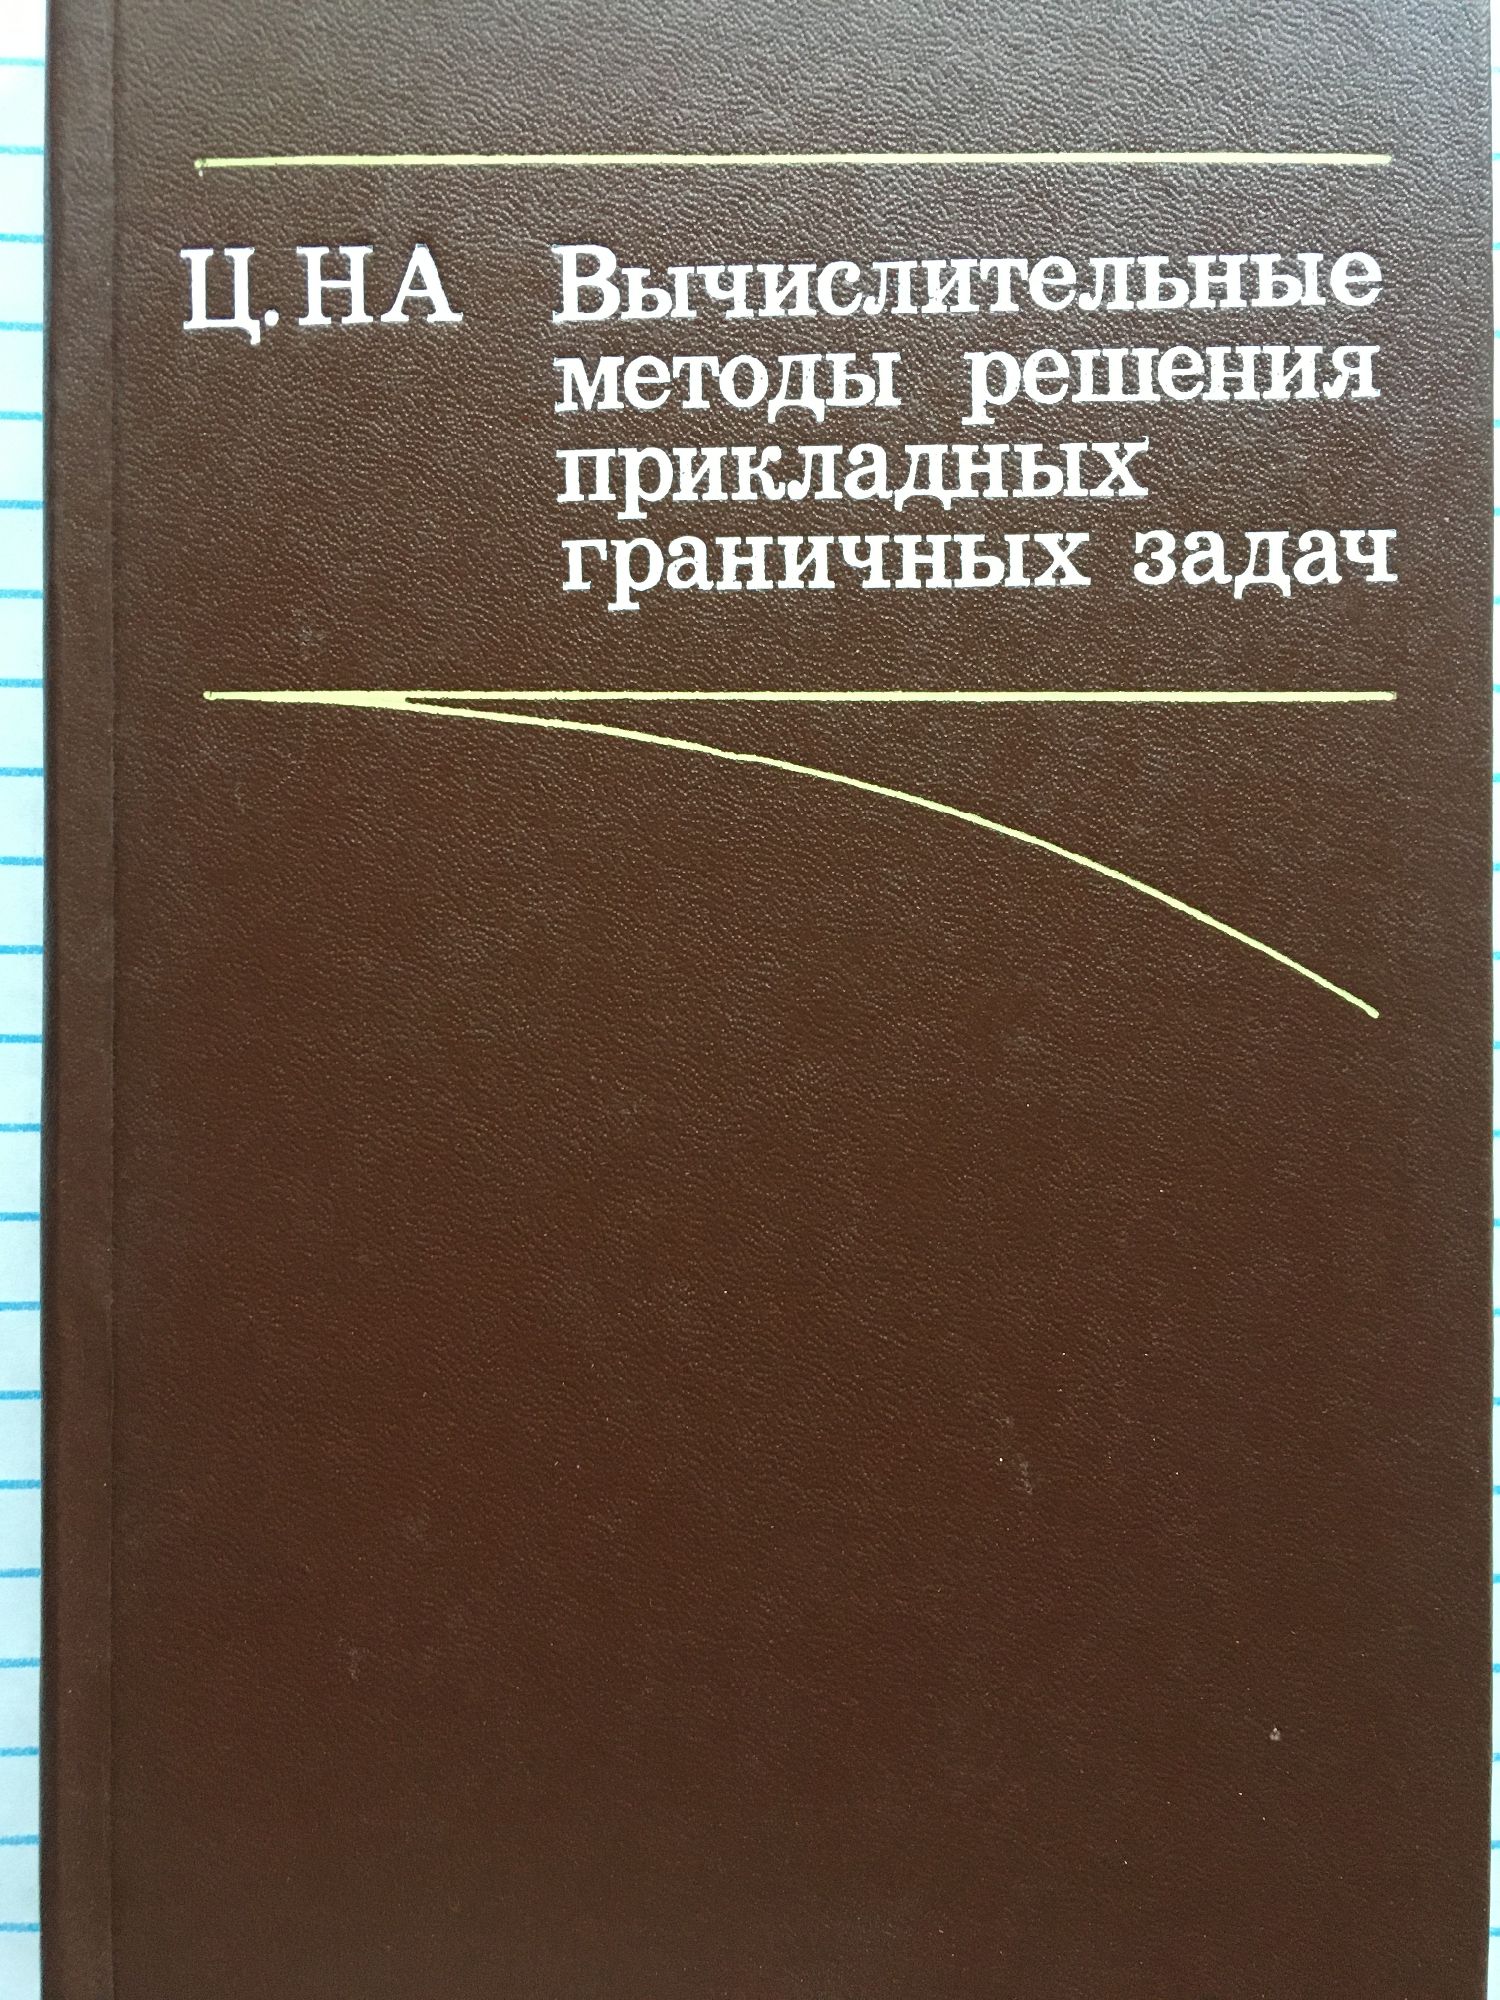 Ц. НА Вычислительные
методы решения
прикладных
граничных задач